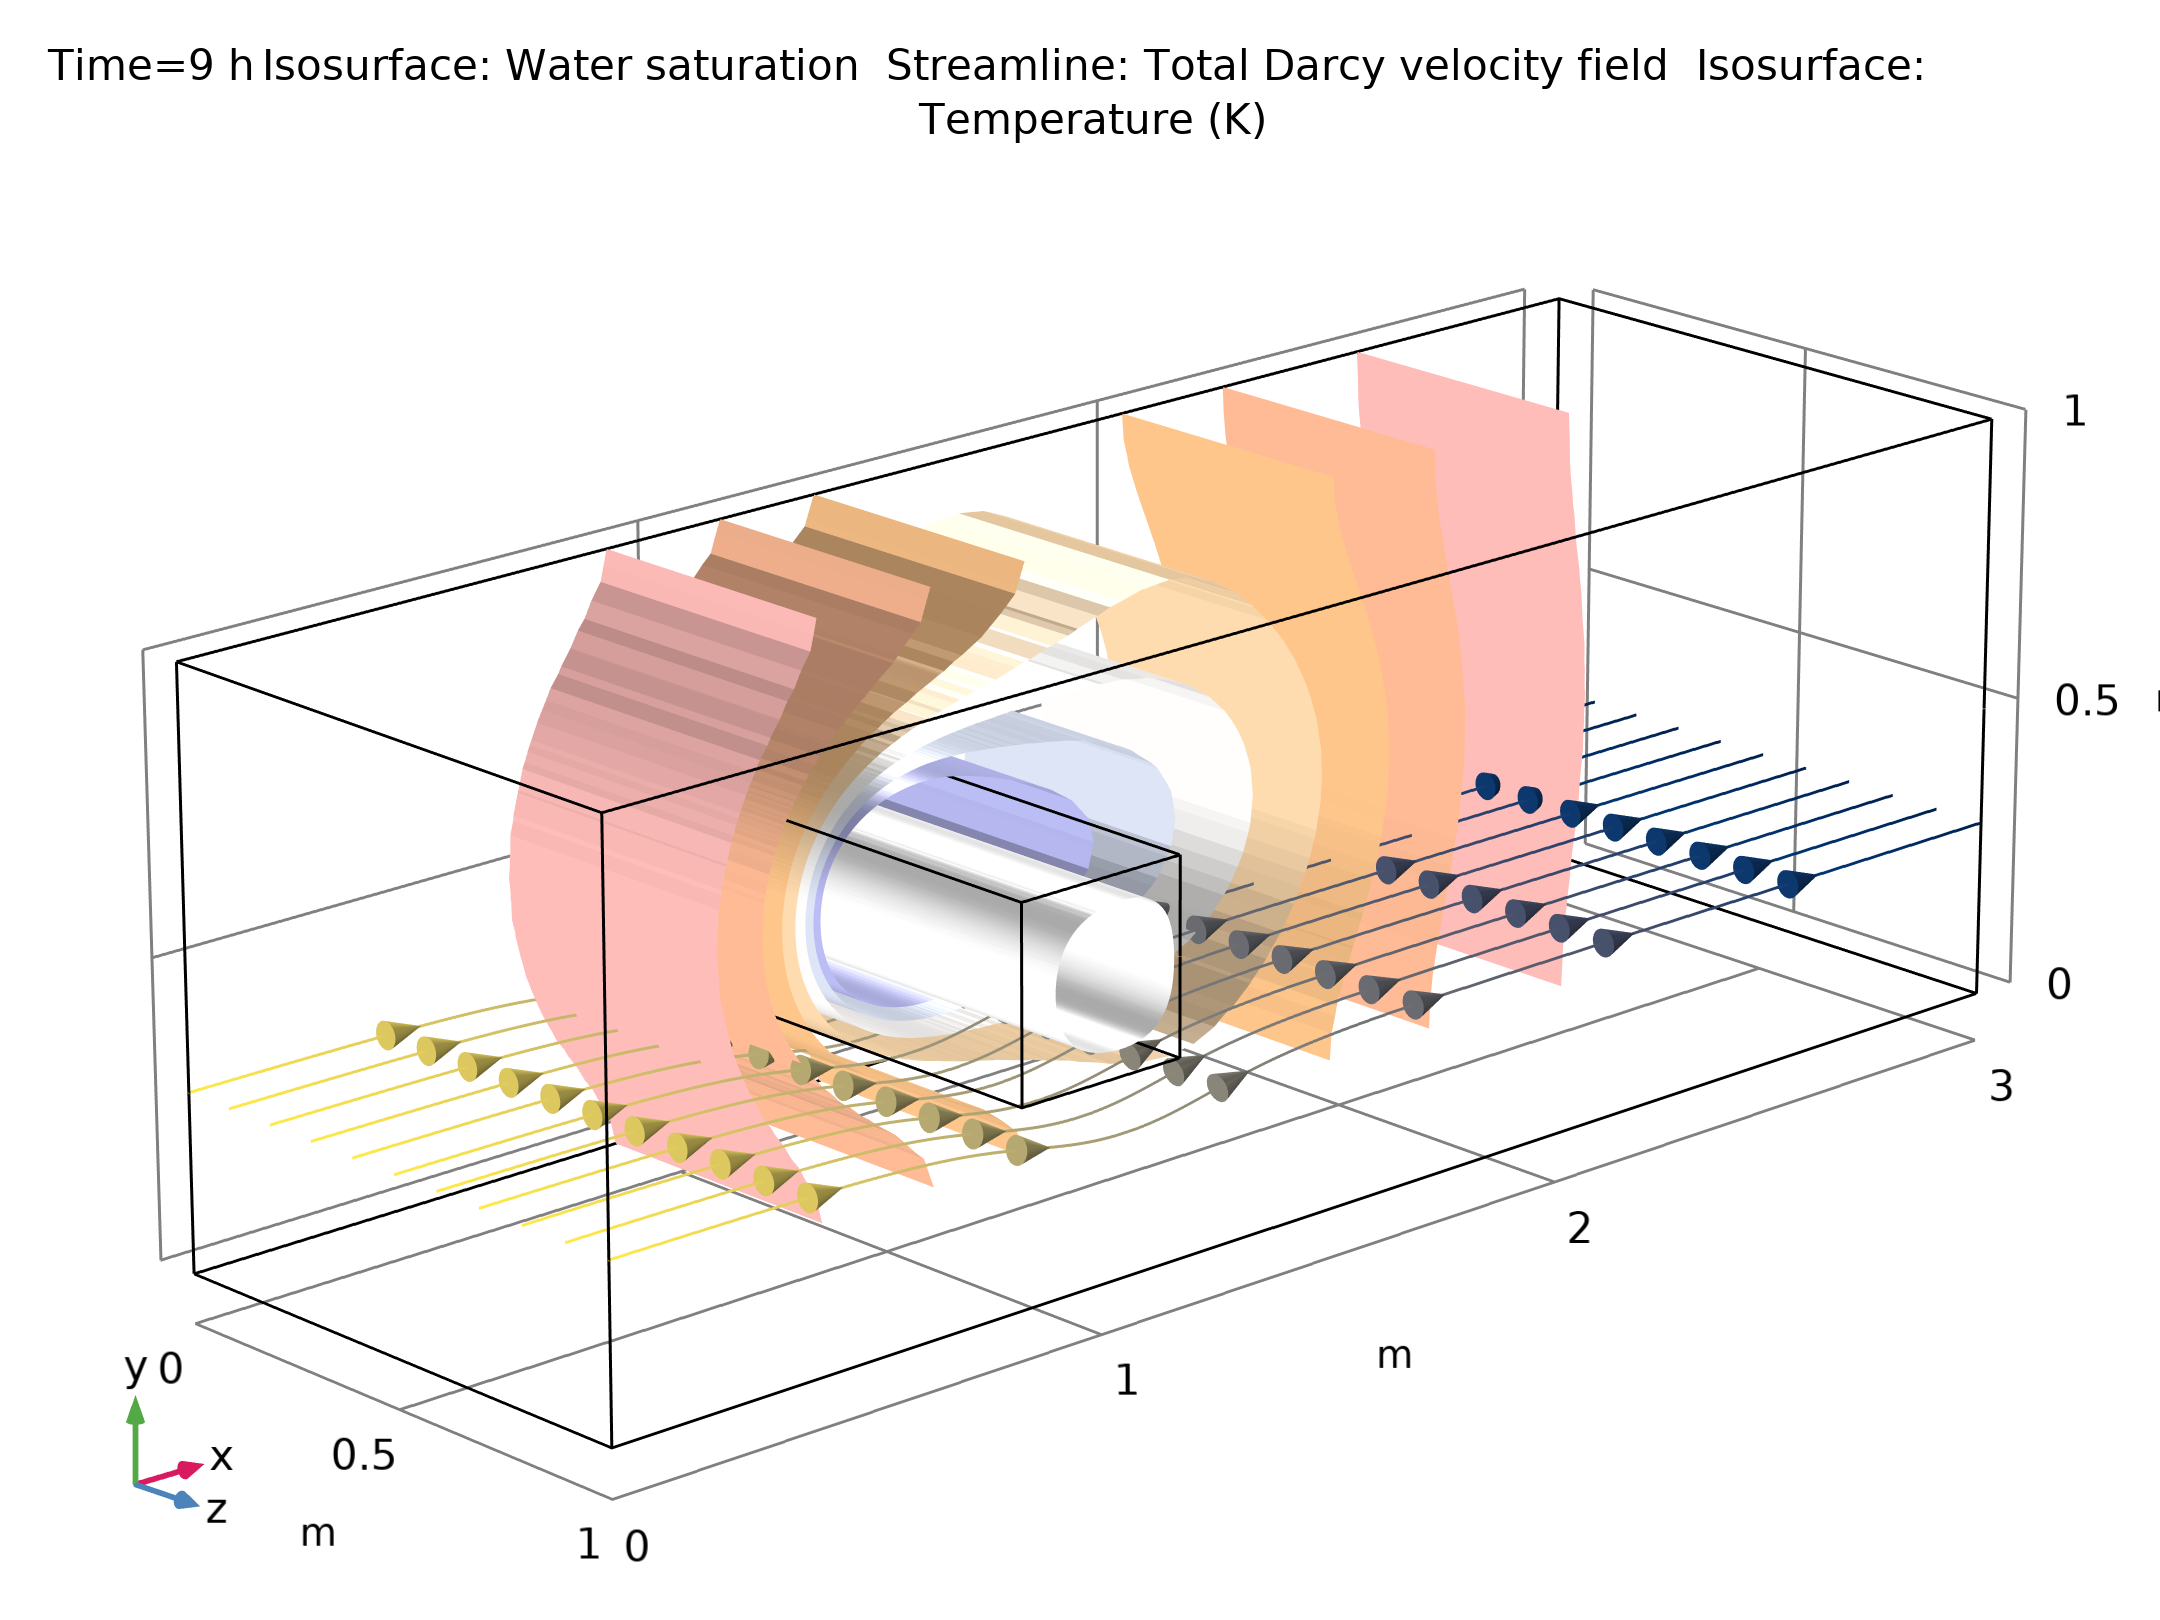 Time=9 h Isosurface: Water saturation  Streamline: Total Darcy velocity field  Isosurface:
Temperature (K)
1
0.5
0
3
2
m
1
y 0
x
0.5
z
m
1 0